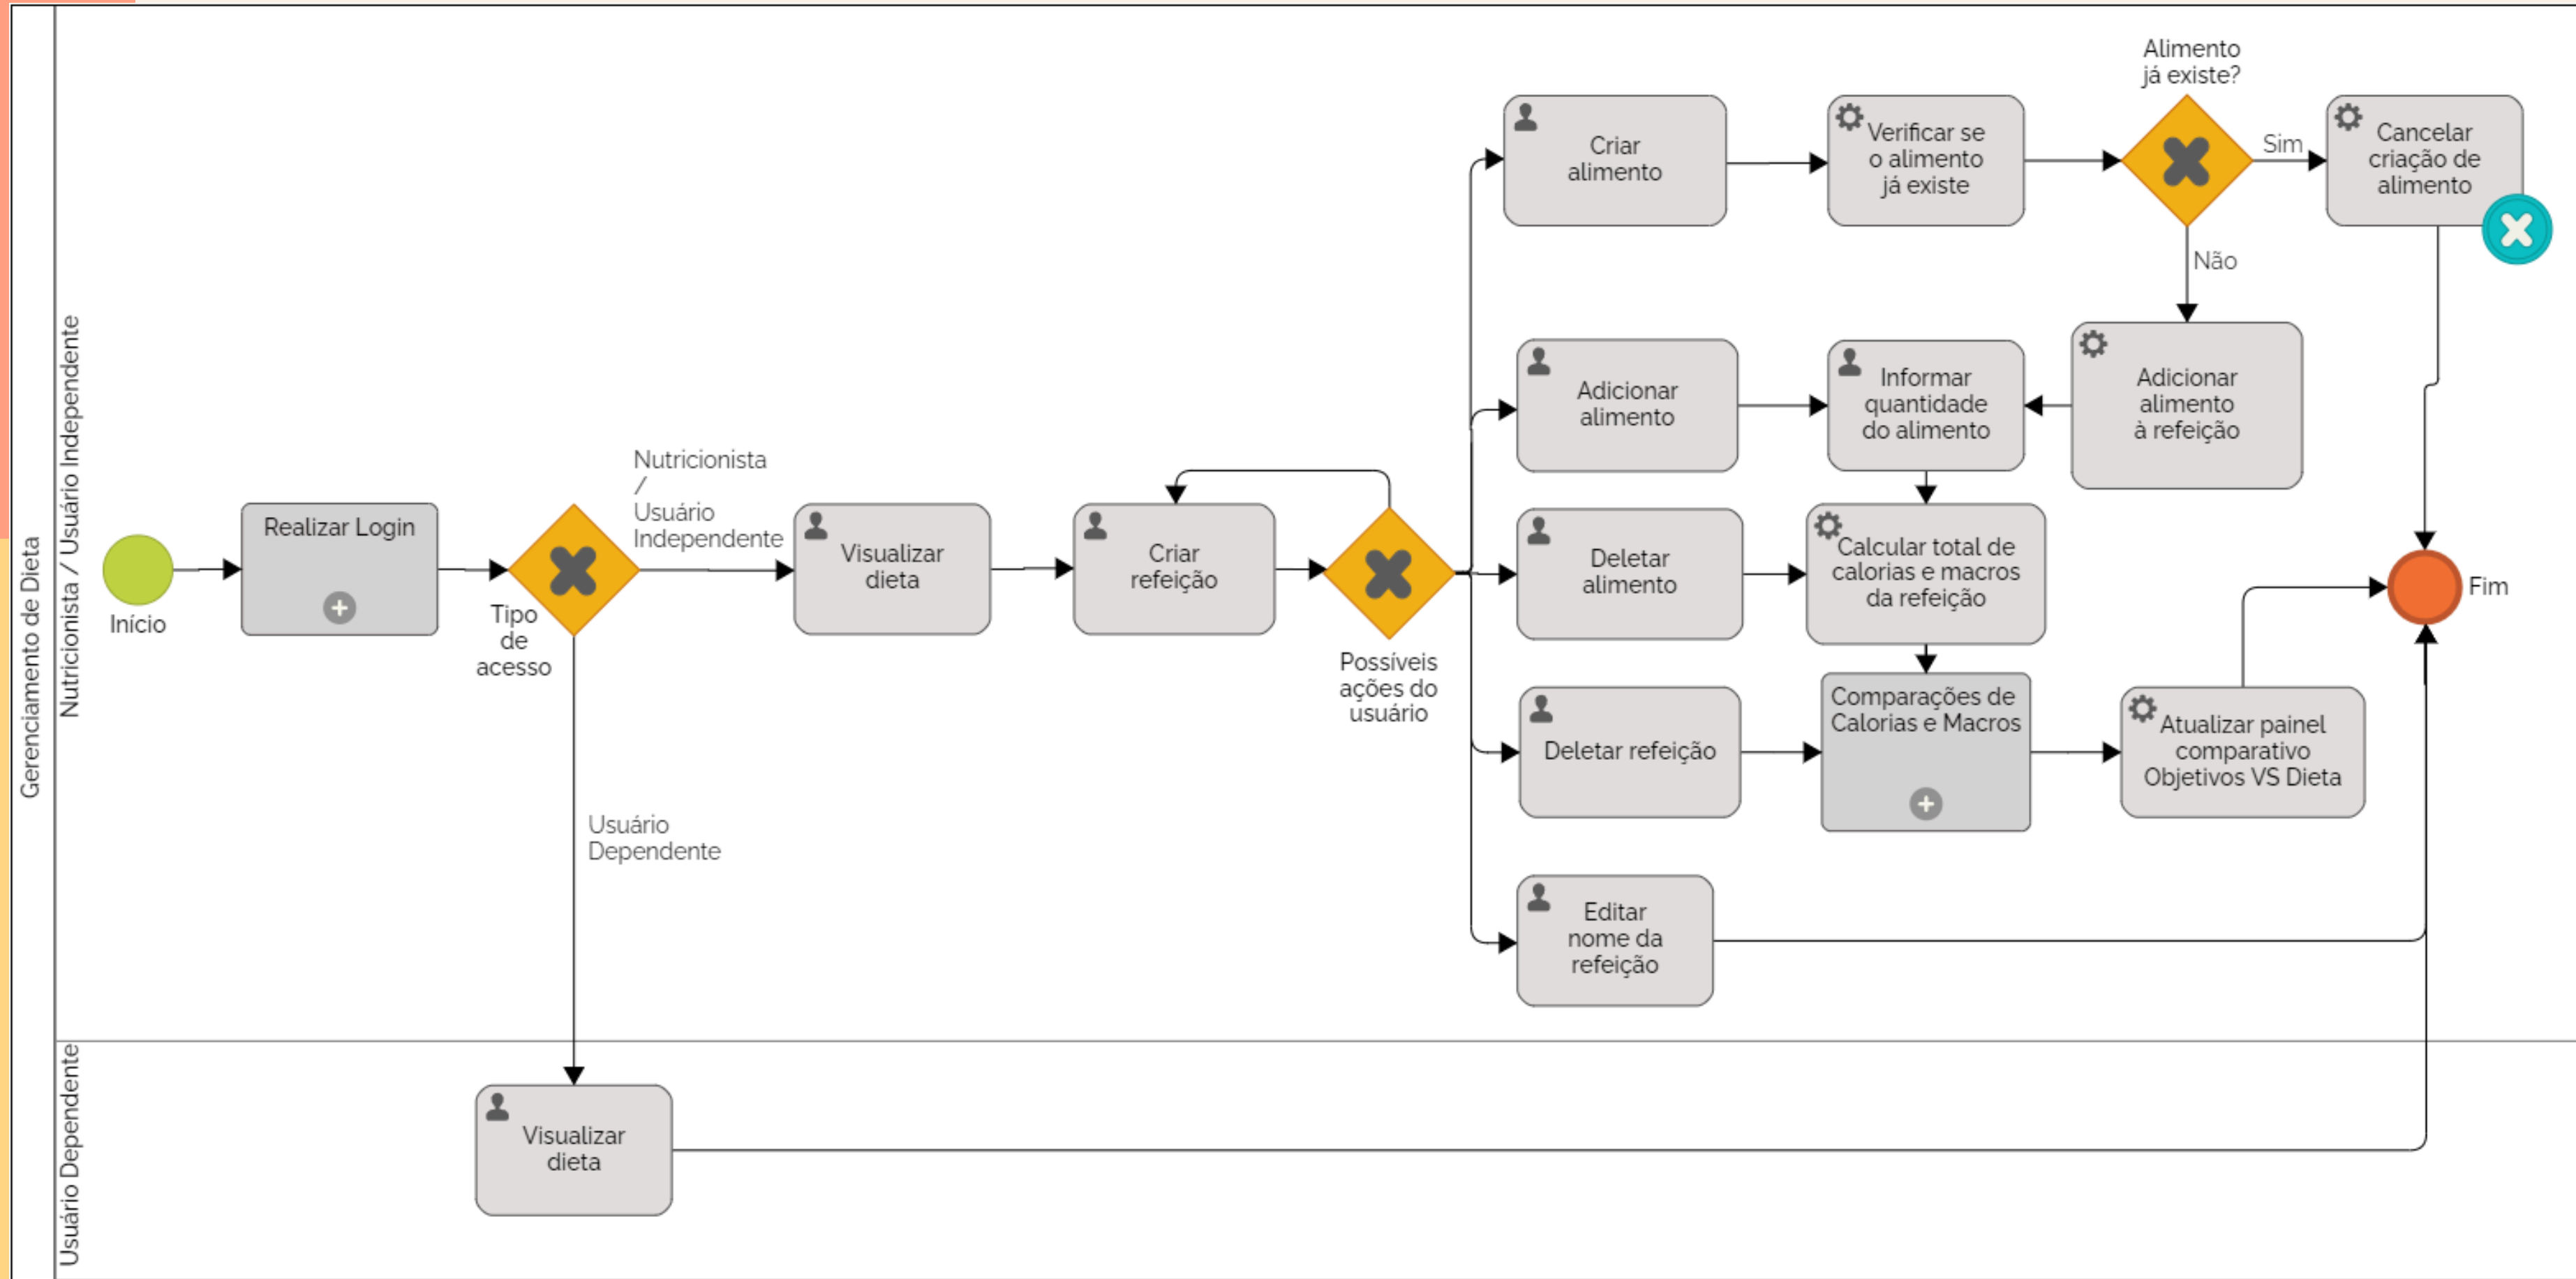 Gerenciamento de Dieta
Nutricionista / Usuário Independente
Início
Realizar Login
Tipo
de
acesso
Nutricionista
/
Usuário
Independente
Usuário
Dependente
Visualizar
dieta
Criar
refeição
Possíveis
ações do
usuário
Criar
alimento
Verificar se
o alimento
já existe
Alimento
já existe?
Sim
Cancelar
criação de
alimento
Não
Adicionar
alimento
Informar
quantidade
do alimento
Adicionar
alimento
à refeição
Deletar
alimento
Calcular total de
calorias e macros
da refeição
Deletar refeição
Comparações de
Calorias e Macros
Atualizar painel
comparativo
Objetivos VS Dieta
Fim
Editar
nome da
refeição
Usuário Dependente
Visualizar
dieta